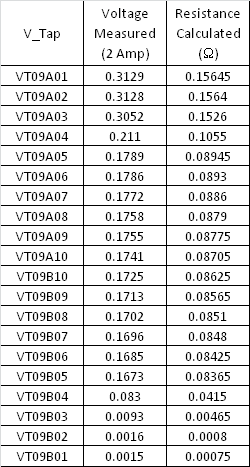 V_Tap Voltage Measured (2 Amp) Resistance Calculated (Ω)
VT09A01 0.3129 0.15645
VT09A02 0.3128 0.1564
VT09A03 0.3052 0.1526
VT09A04 0.211 0.1055
VT09A05 0.1789 0.08945
VT09A06 0.1786 0.0893
VT09A07 0.1772 0.0886
VT09A08 0.1758 0.0879
VT09A09 0.1755 0.08775
VT09A10 0.1741 0.08705
VT09B10 0.1725 0.08625
VT09B09 0.1713 0.08565
VT09B08 0.1702 0.0851
VT09B07 0.1696 0.0848
VT09B06 0.1685 0.08425
VT09B05 0.1673 0.08365
VT09B04 0.083 0.0415
VT09B03 0.0093 0.00465
VT09B02 0.0016 0.0008
VT09B01 0.0015 0.00075